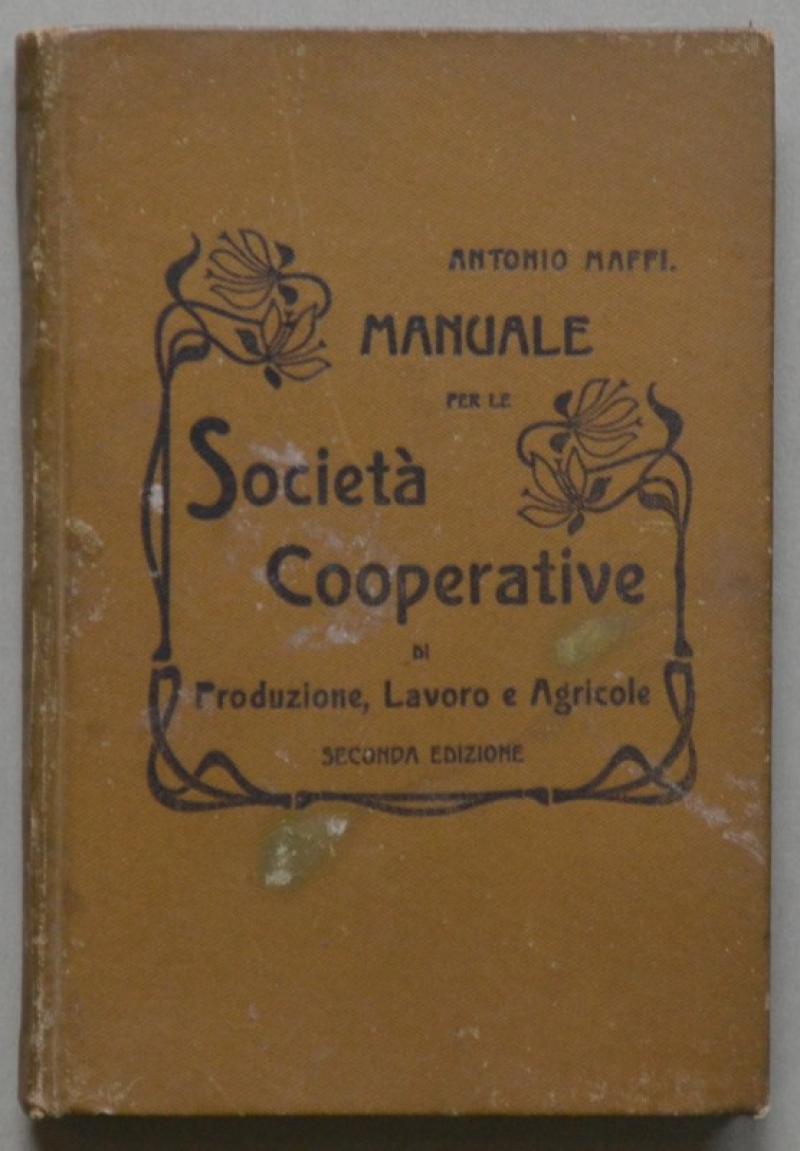 ANTONIO MAFFI.
MANUALE
PER LE
Società
Cooperative
DI
Produzione, Lavoro e Agricole
SECONDA EDIZIONE